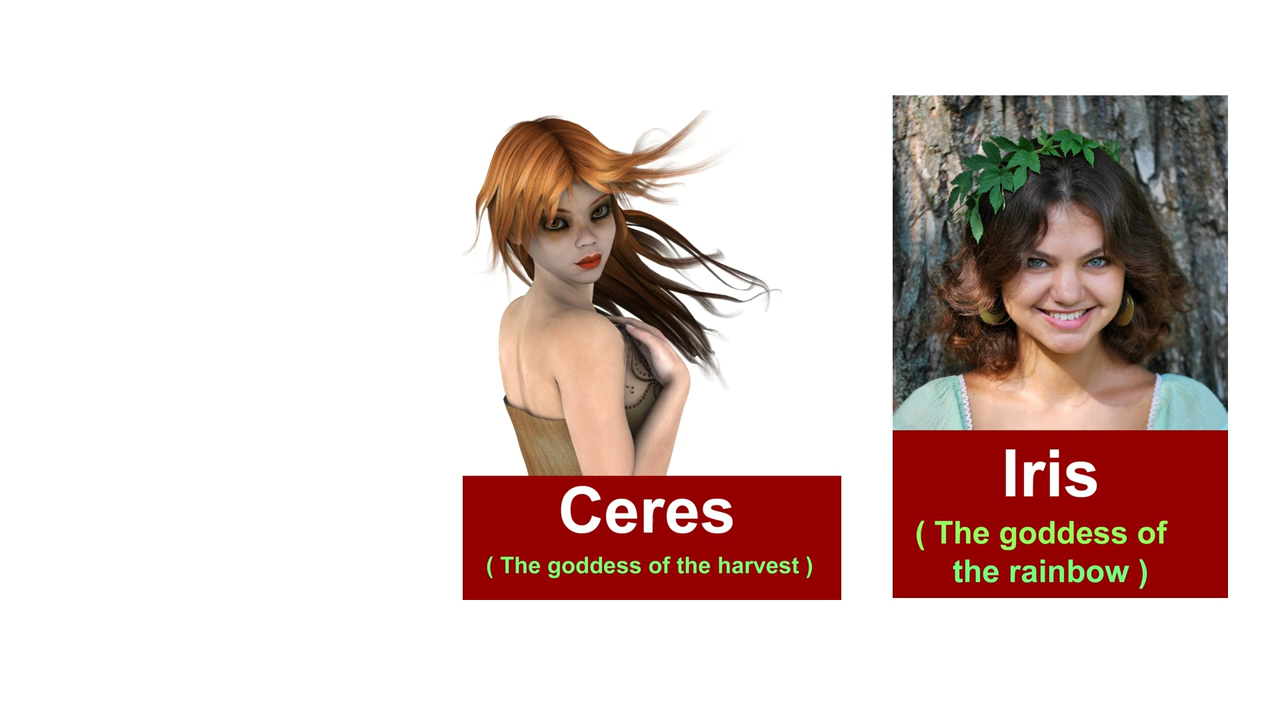 Ceres
( The goddess of the harvest )
Iris
( The goddess of
the rainbow )